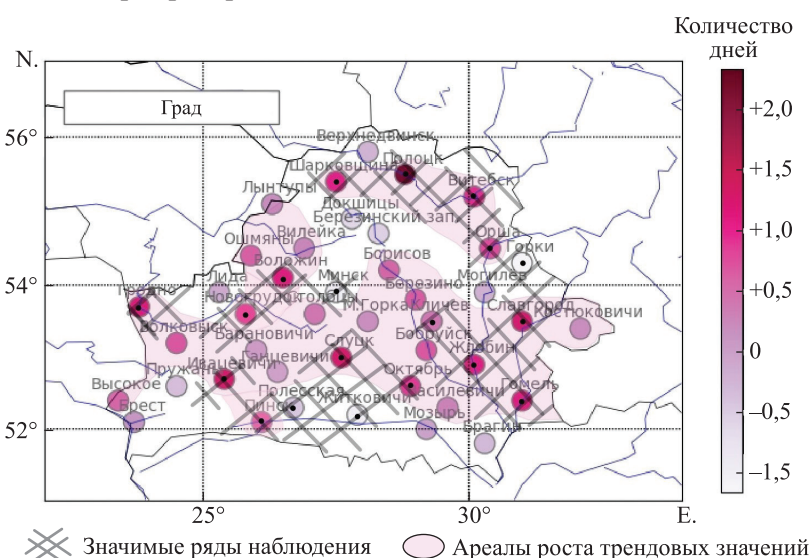 Количество
дней
N.
Град
56°
Верхнедвинск
Полоцк
Шарковщина
Витебск
Лынтупы
Докшицы
Березинский зап.
Вилейка
Орша
Ошмяны
Борисов
Горки
Воложин
Минск
Могилев
54°
Лида
Березино
Гродно
Новогрудок
Столбцы
М.Горка
Кличев
Славгород
Костюковичи
Волковыск
Барановичи
Слуцк
Бобруйск
Жлобин
Ганцевичи
Ивацевичи
Пружаны
Октябрь
Гомель
Высокое
Полесская
Житковичи
Василевичи
Брест
Пинск
Мозырь
Брагин
52°
25°
30°
E.
+2,0
+1,5
+1,0
+0,5
0
–0,5
–1,5
Значимые ряды наблюдения
Ареалы роста трендовых значений